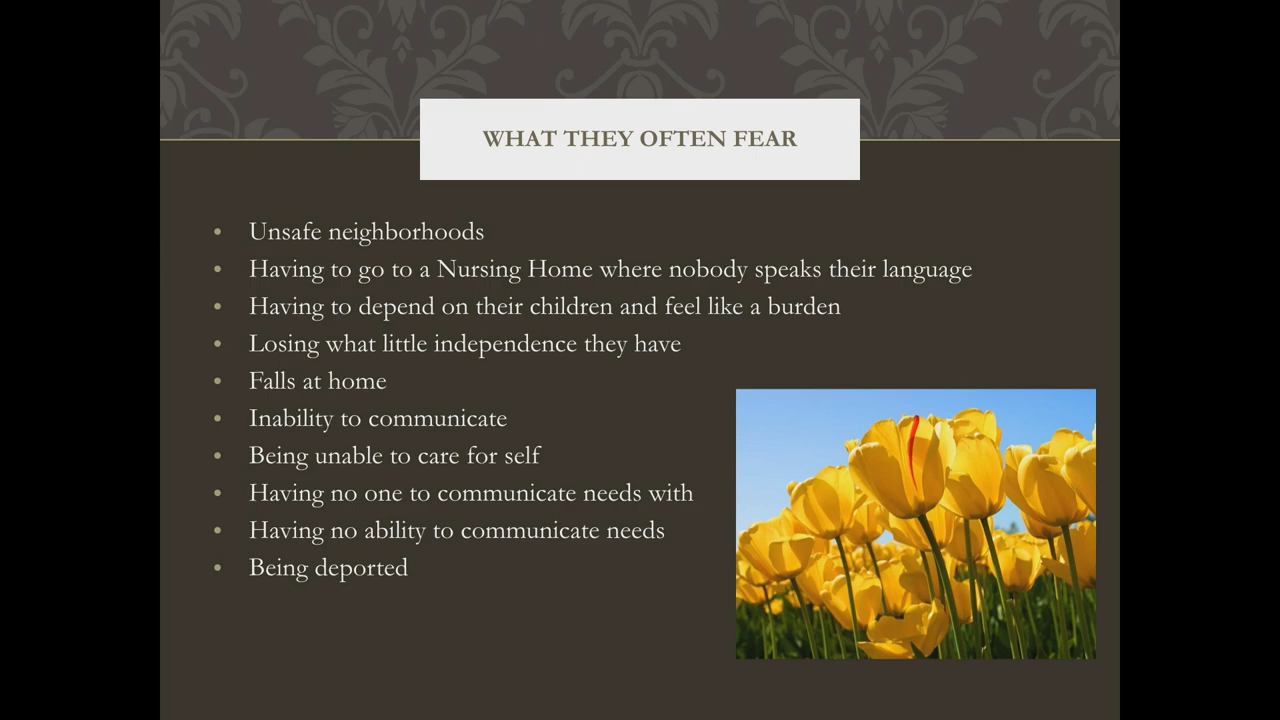 WHAT THEY OFTEN FEAR
• Unsafe neighborhoods
• Having to go to a Nursing Home where nobody speaks their language
• Having to depend on their children and feel like a burden
• Losing what little independence they have
• Falls at home
• Inability to communicate
• Being unable to care for self
• Having no one to communicate needs with
• Having no ability to communicate needs
• Being deported